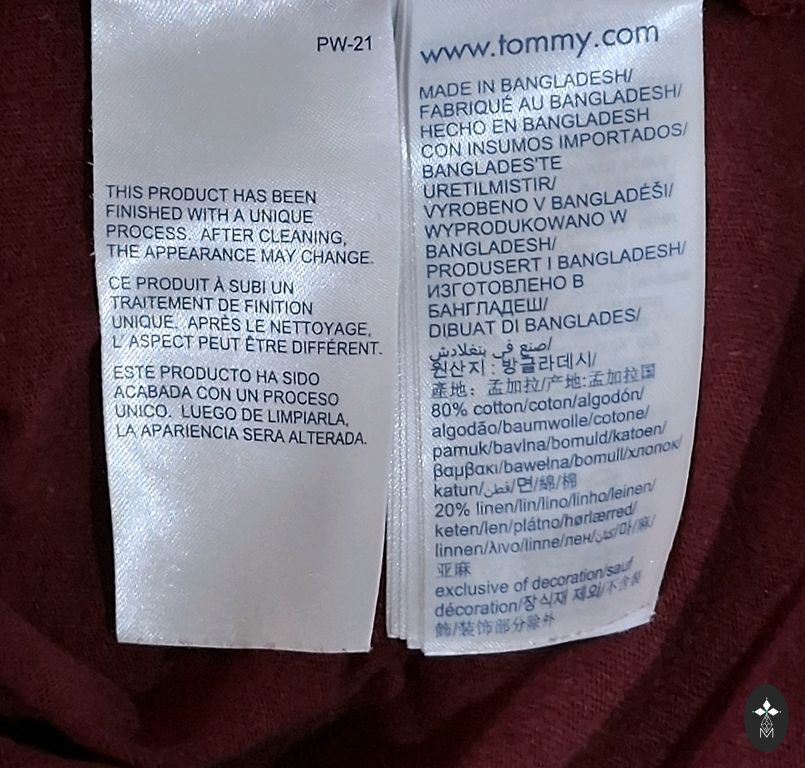 PW-21
THIS PRODUCT HAS BEEN
FINISHED WITH A UNIQUE
PROCESS. AFTER CLEANING,
THE APPEARANCE MAY CHANGE.
CE PRODUIT À SUBI UN
TRAITEMENT DE FINITION
UNIQUE. APRÈS LE NETTOYAGE,
L' ASPECT PEUT ÊTRE DIFFÉRENT.
ESTE PRODUCTO HA SIDO
ACABADA CON UN PROCESO
ÚNICO. LUEGO DE LIMPIARLA,
LA APARIENCIA SERA ALTERADA.
www.tommy.com
MADE IN BANGLADESH/
FABRIQUÉ AU BANGLADESH/
HECHO EN BANGLADESH
CON INSUMOS IMPORTADOS/
BANGLADES'TE
URETILMISTIR/
VYROBENO V BANGLADÉŠI/
WYPRODUKOWANO W
BANGLADESH/
PRODUSERT I BANGLADESH/
ИЗГОТОВЛЕНО В
БАНГЛАДЕШ/
DIBUAT DI BANGLADES/
صنع في بنغلادش/
원산지 : 방글라데시/
產地: 孟加拉/产地:孟加拉国
80% cotton/coton/algodón/
algodão/baumwolle/cotone/
pamuk/bavlna/bomuld/katoen/
βαμβακι/bawełna/bomull/хлопок/
katun/قطن/면/綿/棉
20% linen/lin/lino/linho/leinen/
keten/len/plátno/hørlærred/
linnen/λινο/linne/лен/كتان/마/麻/
亚麻
exclusive of decoration/sauf
décoration/장식재 제외/不含裝
飾/装饰部分除外
M